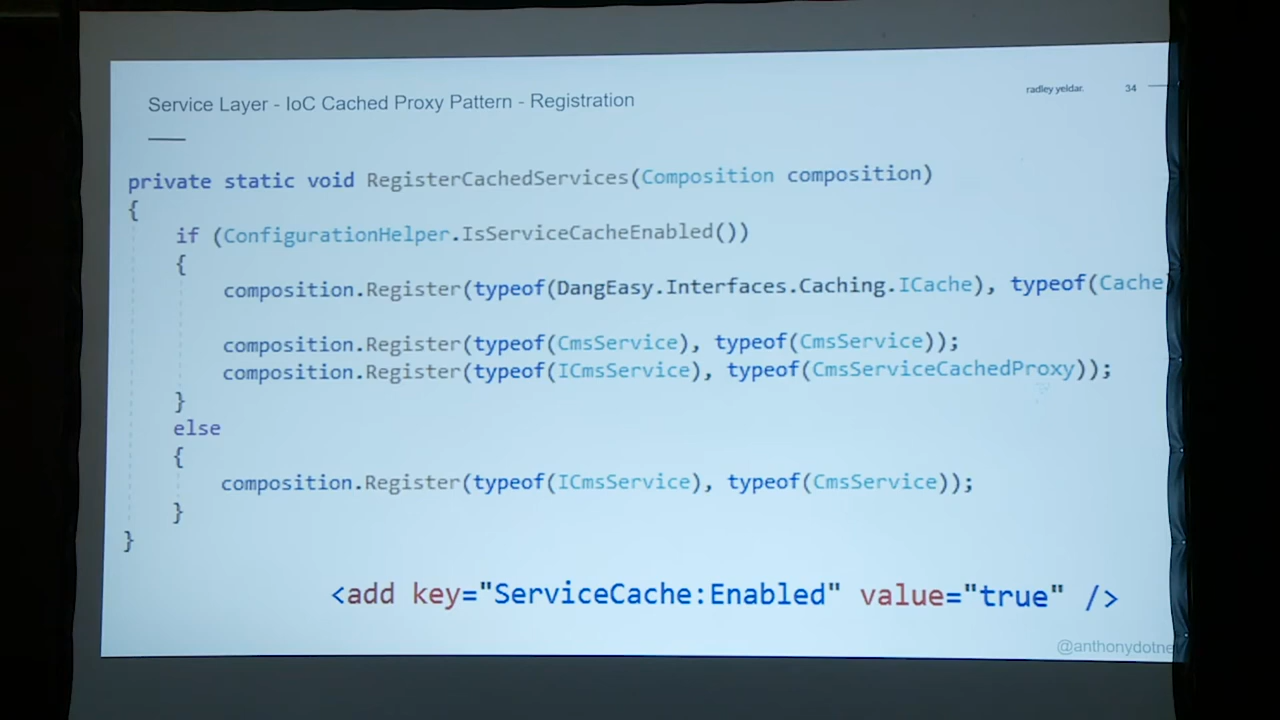 Service Layer - IoC Cached Proxy Pattern - Registration
radley yeldar. 34
private static void RegisterCachedServices(Composition composition)
{
if (ConfigurationHelper.IsServiceCacheEnabled())
{
composition.Register(typeof(DangEasy.Interfaces.Caching.ICache), typeof(Cache)
composition.Register(typeof(CmsService), typeof(CmsService));
composition.Register(typeof(ICmsService), typeof(CmsServiceCachedProxy));
}
else
{
composition.Register(typeof(ICmsService), typeof(CmsService));
}
}
<add key="ServiceCache:Enabled" value="true" />
@anthonydotnet